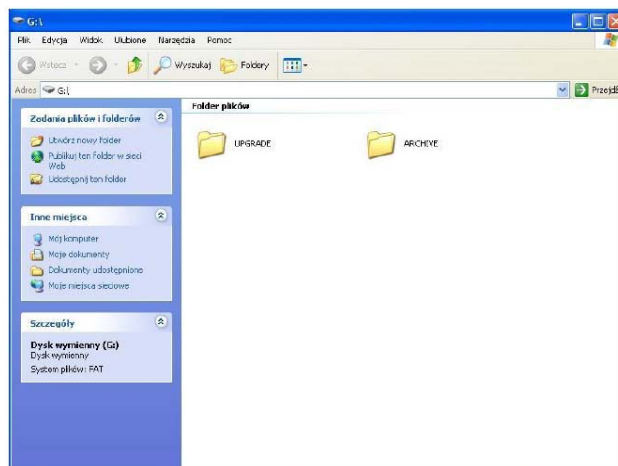 G:\
Plik Edycja Widok Ulubione Narzędzia Pomoc
Wstecz Wyszukaj Foldery
Adres G:\ Przejdź
Zadania plików i folderów
Utwórz nowy folder
Publikuj ten folder w sieci
Web
Udostępnij ten folder
Inne miejsca
Mój komputer
Moje dokumenty
Dokumenty udostępnione
Moje miejsca sieciowe
Szczegóły
Dysk wymienny (G:)
Dysk wymienny
System plików: FAT
Folder plików
UPGRADE
ARCHIVE